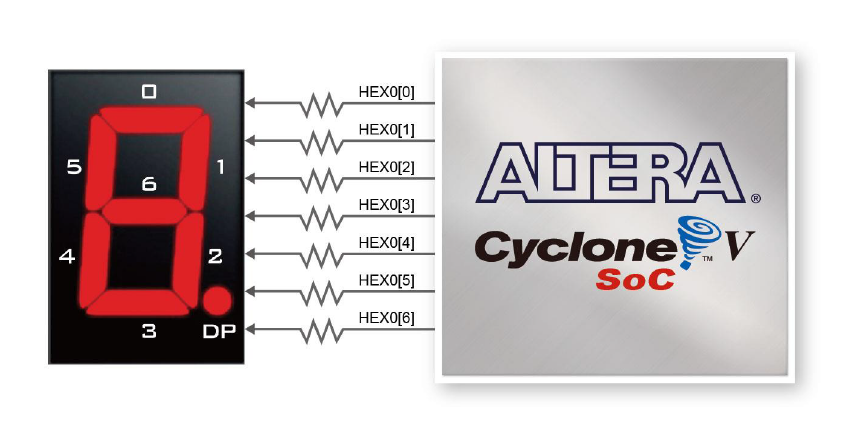 0
5
1
6
4
2
3
DP
HEX0[0]
HEX0[1]
HEX0[2]
HEX0[3]
HEX0[4]
HEX0[5]
HEX0[6]
ALTERA®
Cyclone™ V
SoC